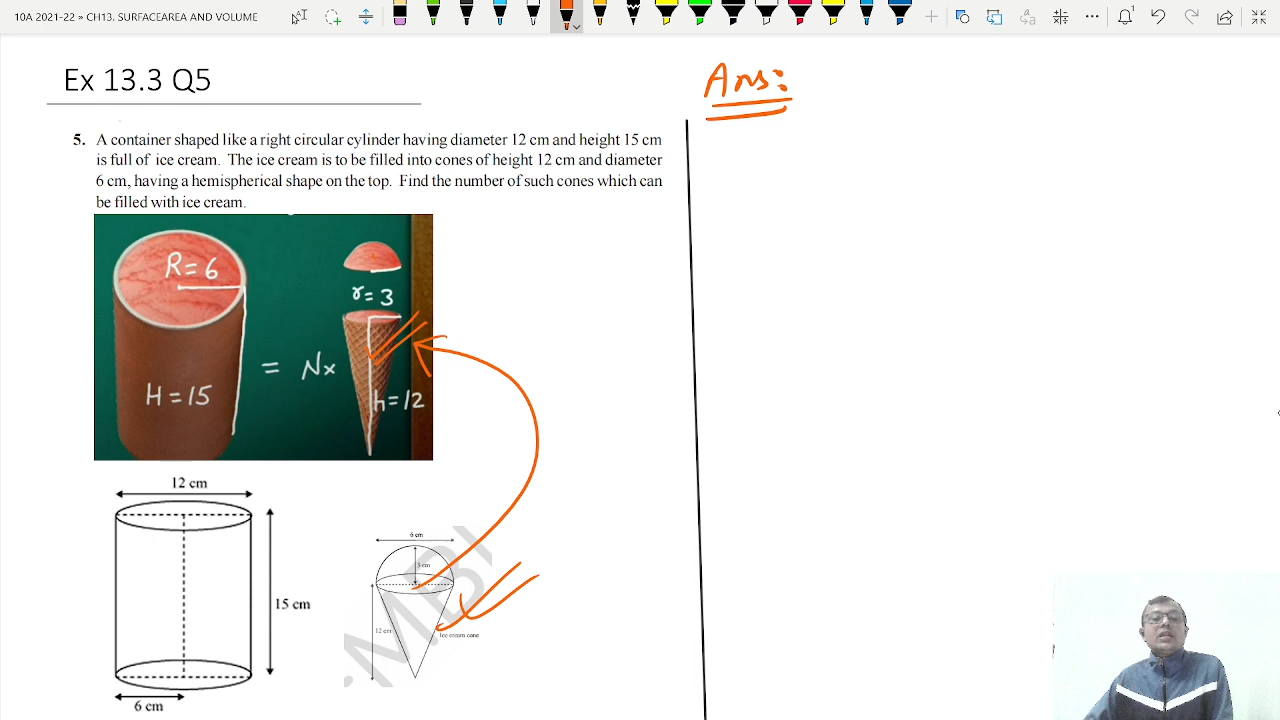 10A 2021-22 » CH13. SURFACEAREA AND VOLUME
Ex 13.3 Q5
Ans:
5. A container shaped like a right circular cylinder having diameter 12 cm and height 15 cm
is full of ice cream. The ice cream is to be filled into cones of height 12 cm and diameter
6 cm, having a hemispherical shape on the top. Find the number of such cones which can
be filled with ice cream.
R=6
r=3
= Nx
H=15
h=12
12 cm
15 cm
6 cm
6 cm
3 cm
12 cm
Ice cream cone